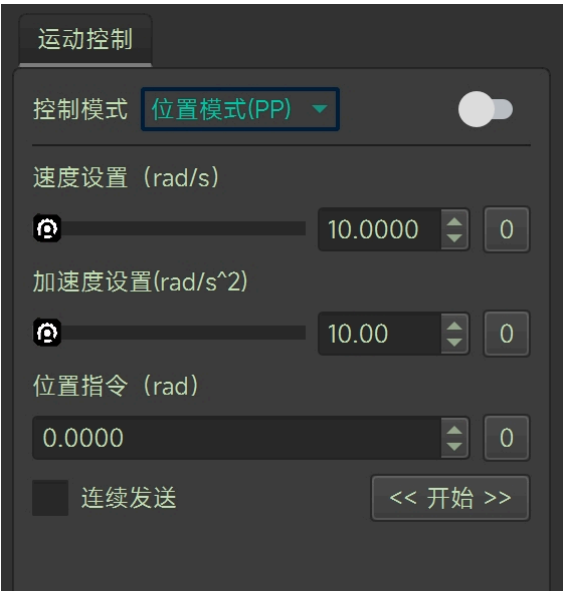 运动控制
控制模式 位置模式(PP)
速度设置（rad/s）
10.0000 0
加速度设置(rad/s^2)
10.00 0
位置指令（rad）
0.0000 0
连续发送 << 开始 >>